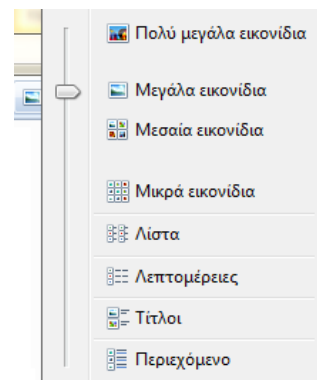 Πολύ μεγάλα εικονίδια
Μεγάλα εικονίδια
Μεσαία εικονίδια
Μικρά εικονίδια
Λίστα
Λεπτομέρειες
Τίτλοι
Περιεχόμενο